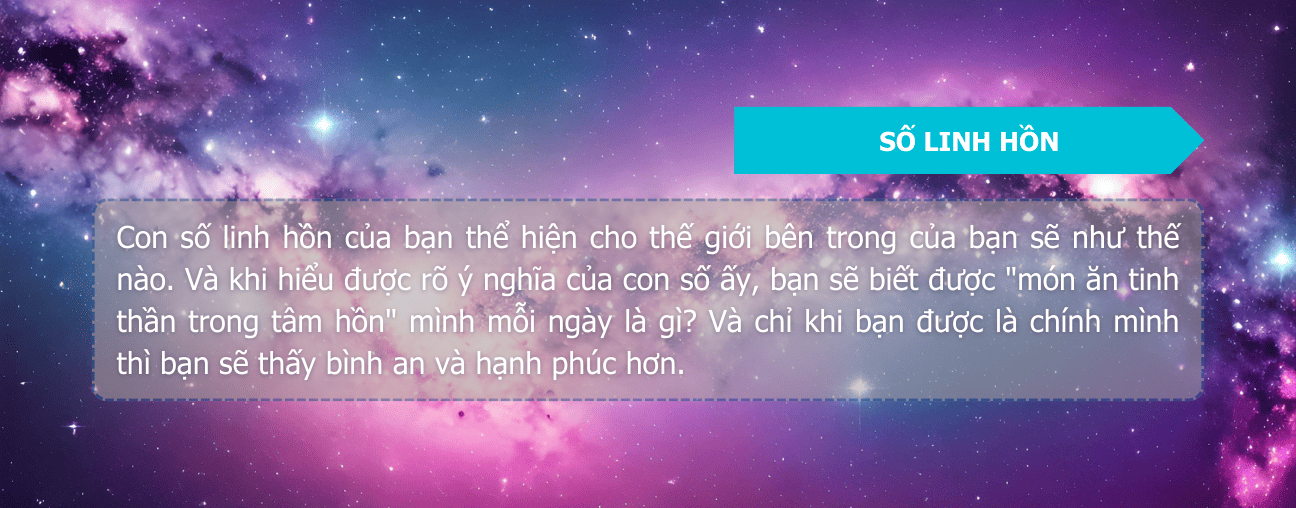 SỐ LINH HỒN
Con số linh hồn của bạn thể hiện cho thế giới bên trong của bạn sẽ như thế
nào. Và khi hiểu được rõ ý nghĩa của con số ấy, bạn sẽ biết được "món ăn tinh
thần trong tâm hồn" mình mỗi ngày là gì? Và chỉ khi bạn được là chính mình
thì bạn sẽ thấy bình an và hạnh phúc hơn.